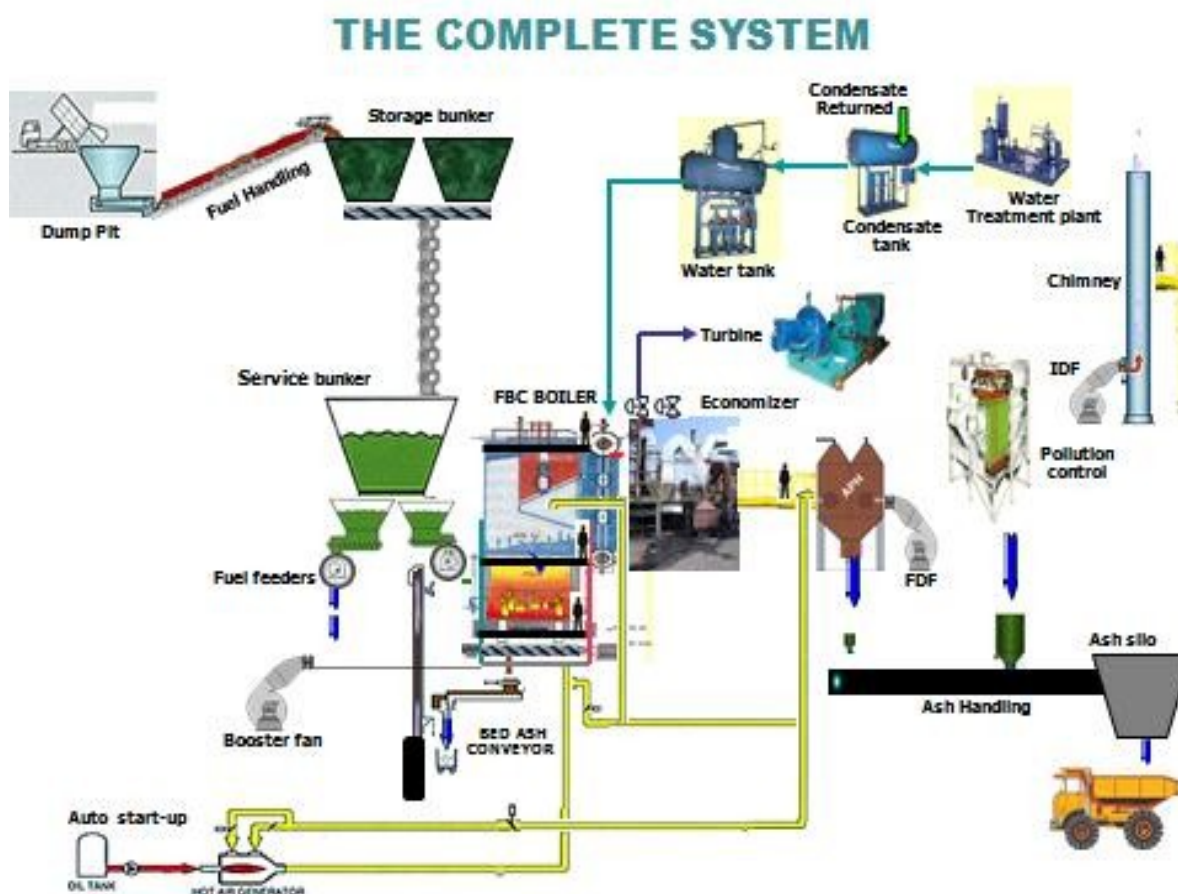 THE COMPLETE SYSTEM
Storage bunker
Condensate
Returned
Fuel Handling
Dump Pit
Water
Treatment plant
Condensate
tank
Water tank
Chimney
Turbine
Service bunker
FBC BOILER
Economizer
IDF
Pollution
control
APH
Fuel feeders
FDF
Ash silo
Ash Handling
Booster fan
BED ASH
CONVEYOR
Auto start-up
OIL TANK
HOT AIR GENERATOR